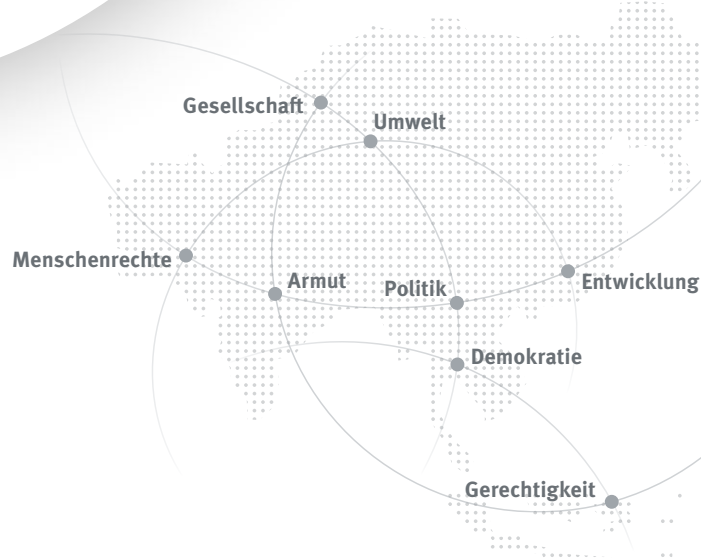 Gesellschaft
Umwelt
Menschenrechte
Armut
Politik
Entwicklung
Demokratie
Gerechtigkeit